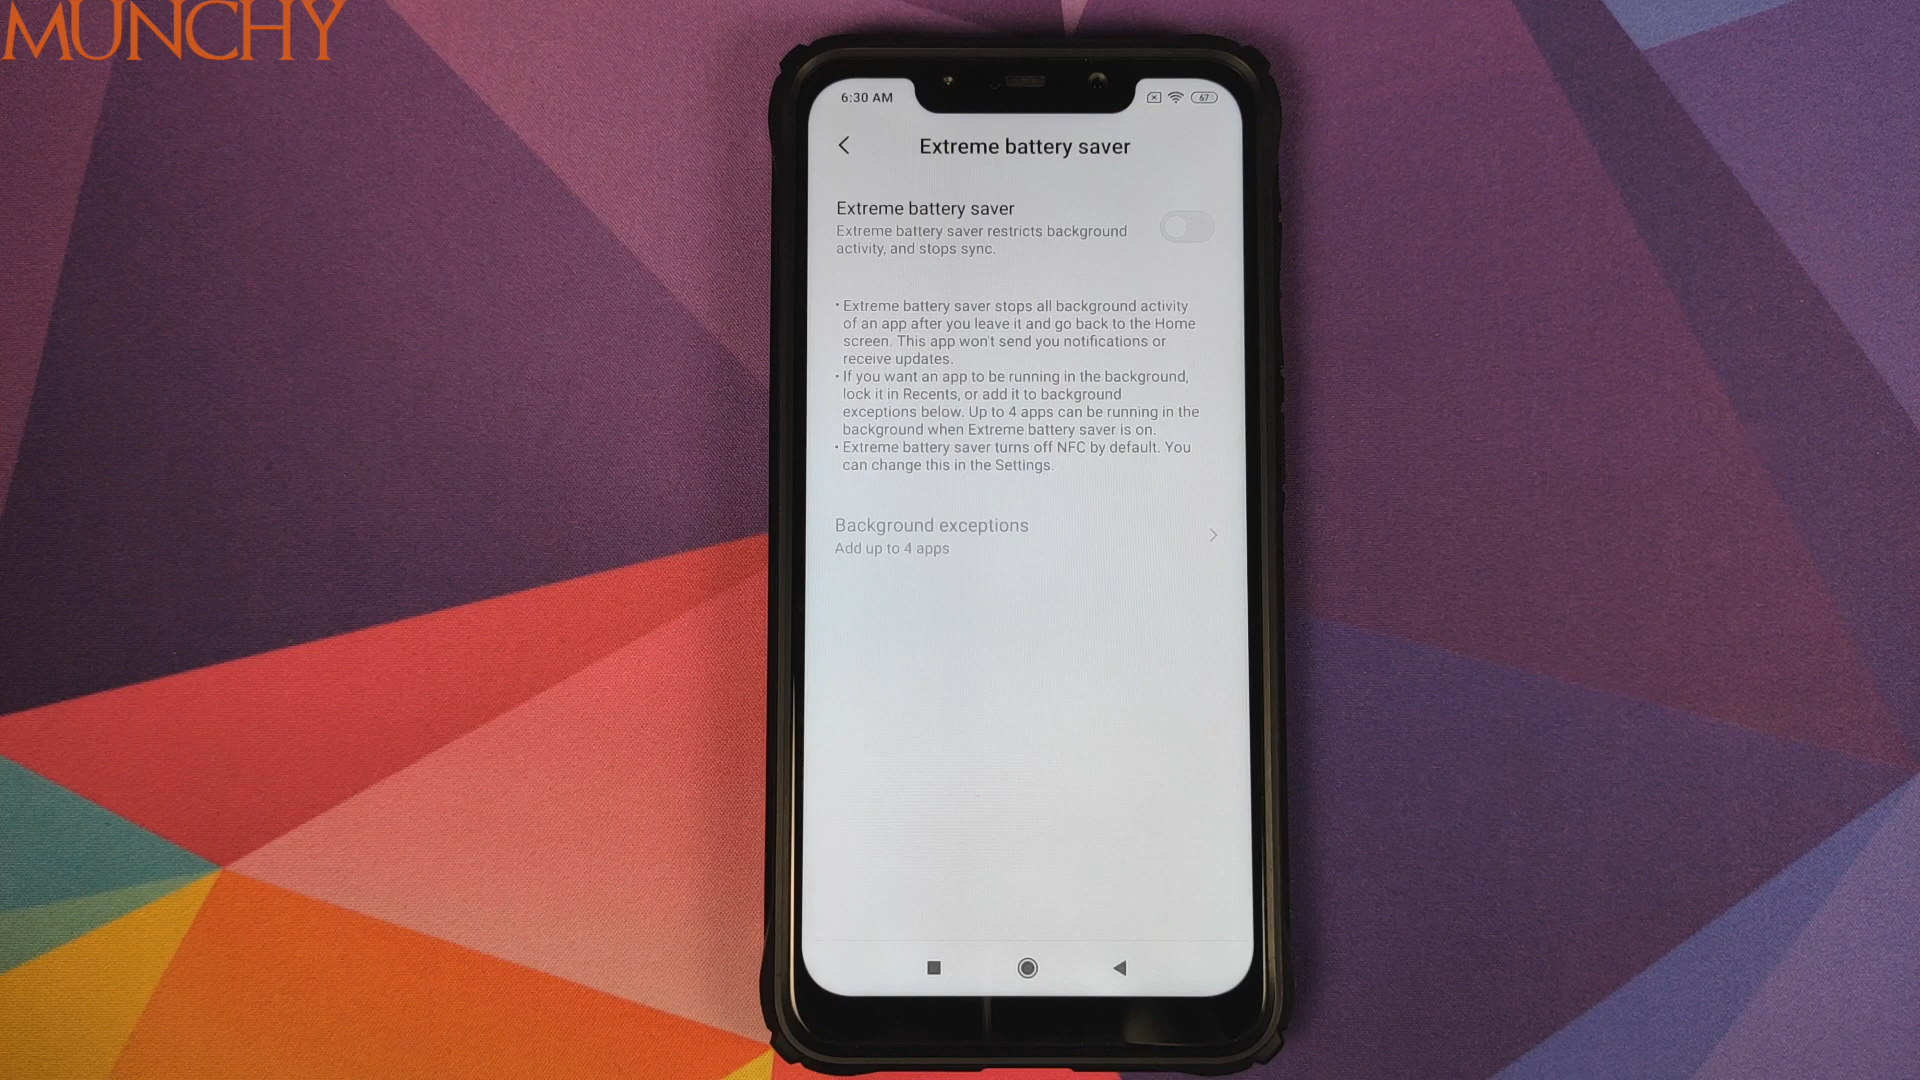 MUNCHY
6:30 AM
67
Extreme battery saver
Extreme battery saver
Extreme battery saver restricts background
activity, and stops sync.
• Extreme battery saver stops all background activity
of an app after you leave it and go back to the Home
screen. This app won't send you notifications or
receive updates.
• If you want an app to be running in the background,
lock it in Recents, or add it to background
exceptions below. Up to 4 apps can be running in the
background when Extreme battery saver is on.
• Extreme battery saver turns off NFC by default. You
can change this in the Settings.
Background exceptions
Add up to 4 apps